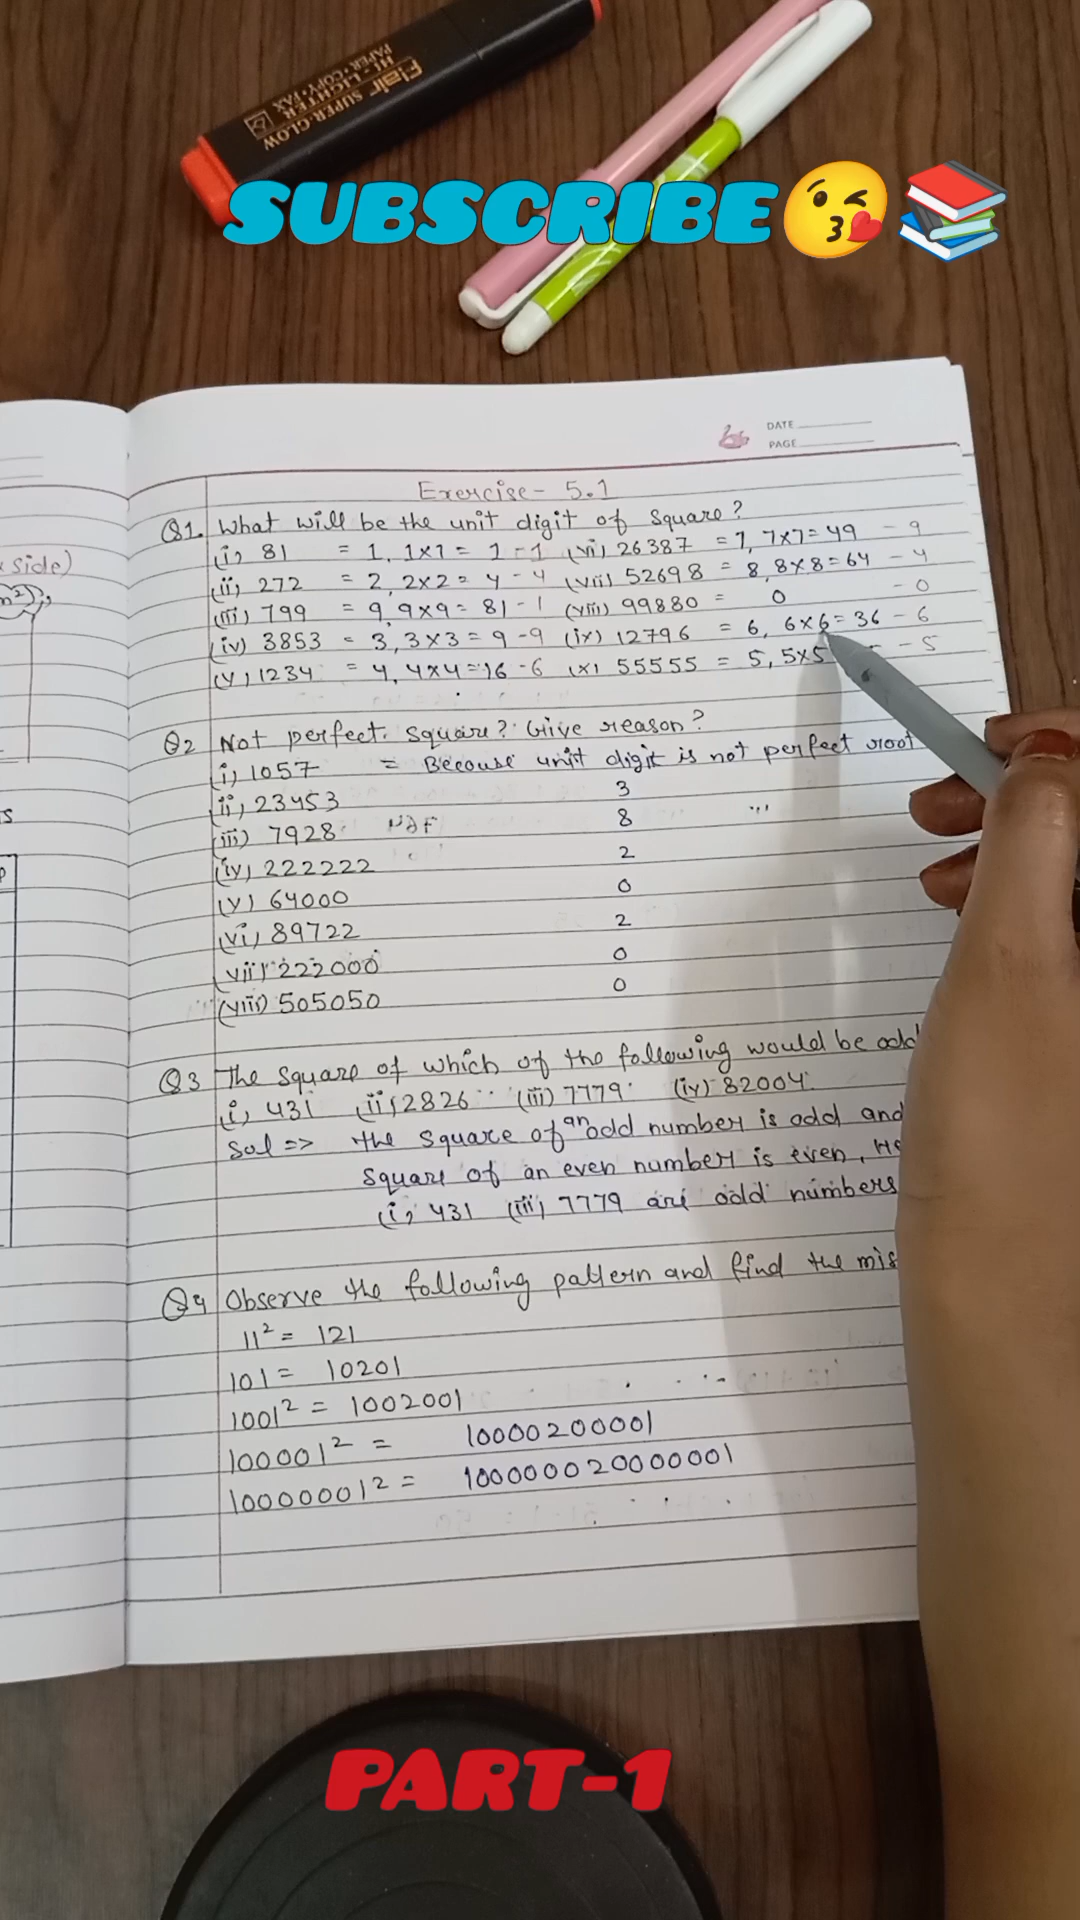 Flair SUPER-GLOW
HI-LIGHTER
PAPER·COPY·FAX
SUBSCRIBE😘📚
DATE
PAGE
Exercise- 5.1
Q1. What will be the unit digit of square?
(i) 81 = 1, 1×1 = 1 - 1 (vi) 26387 = 7, 7×7= 49 - 9
(ii) 272 = 2, 2×2= 4 - 4 (vii) 52698 = 8, 8×8=64 - 4
(iii) 799 = 9, 9×9= 81 - 1 (viii) 99880 = 0 - 0
(iv) 3853 = 3, 3×3 = 9 - 9 (ix) 12796 = 6, 6×6= 36 - 6
(v) 1234 = 4, 4×4=16 - 6 (x) 55555 = 5, 5×5 - 5
Side)
Q2 Not perfect. square? Give reason?
(i) 1057 = Becouse unit digit is not perfect root
(ii) 23453 3
(iii) 7928 8 "
(iv) 222222 2
(v) 64000 0
(vi) 89722 2
(vii) 222000 0
(viii) 505050 0
Q3 The square of which of the following would be odd
(i) 431 (ii) 2826 (iii) 7779 (iv) 82004
Sol => the square of an odd number is odd and
square of an even number is even, He
(i) 431 (iii) 7779 are odd numbers
Q4 Observe the following pattern and find the mis
11² = 121
101 = 10201
1001² = 1002001
100001² = 10000200001
10000001² = 100000020000001
PART-1